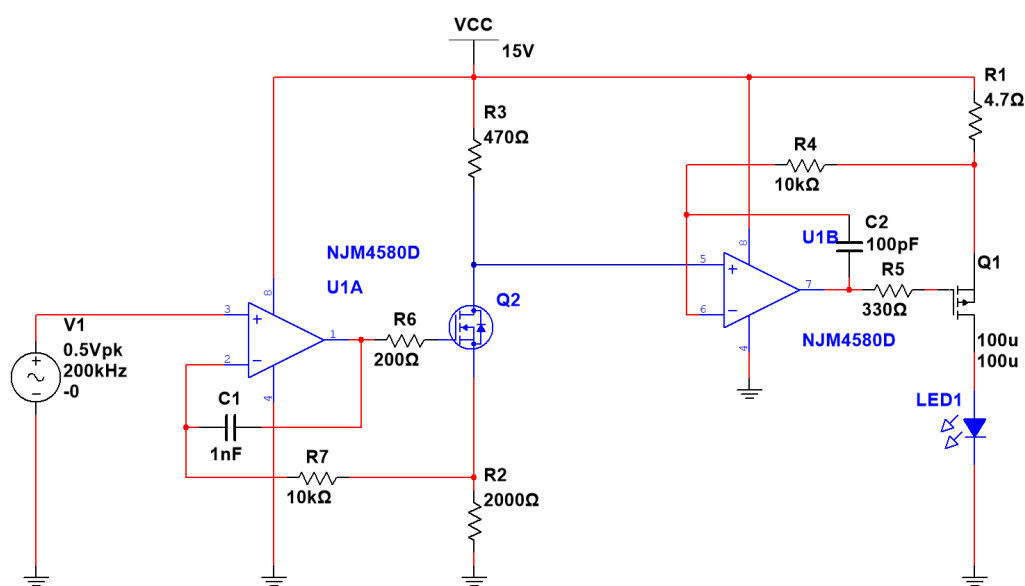 VCC
15V
R1
4.7Ω
R3
470Ω
R4
10kΩ
C2
100pF
U1B
NJM4580D
U1A
8
8
5
6
7
4
R5
330Ω
NJM4580D
Q1
100u
100u
Q2
3
2
1
4
R6
200Ω
V1
0.5Vpk
200kHz
-0
C1
1nF
LED1
R7
10kΩ
R2
2000Ω